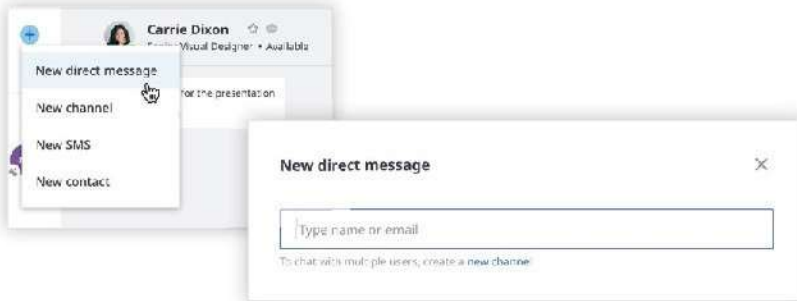 Carrie Dixon
Senior Visual Designer • Available
New direct message
for the presentation
New channel
New SMS
New contact
New direct message
Type name or email
To chat with multiple users, create a new channel